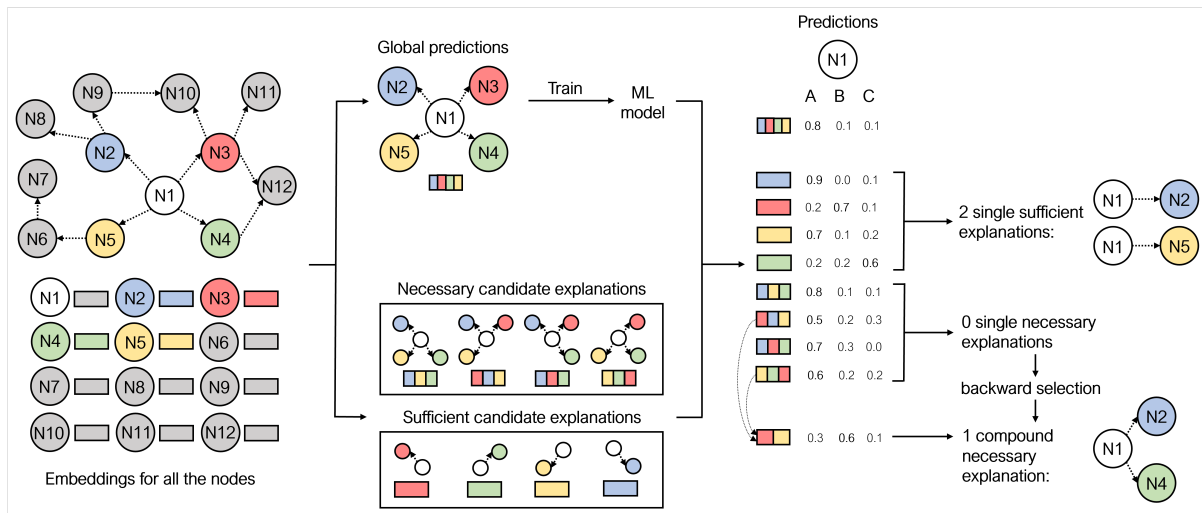 N9
N10
N11
N8
N2
N3
N7
N1
N12
N6
N5
N4
N1
N2
N3
N4
N5
N6
N7
N8
N9
N10
N11
N12
Embeddings for all the nodes
Global predictions
N2
N3
N1
N5
N4
Train
ML
model
Necessary candidate explanations
Sufficient candidate explanations
Predictions
N1
A B C
0.8 0.1 0.1
0.9 0.0 0.1
0.2 0.7 0.1
0.7 0.1 0.2
0.2 0.2 0.6
0.8 0.1 0.1
0.5 0.2 0.3
0.7 0.3 0.0
0.6 0.2 0.2
0.3 0.6 0.1
2 single sufficient
explanations:
N1
N2
N1
N5
0 single necessary
explanations
backward selection
1 compound
necessary
explanation:
N2
N1
N4